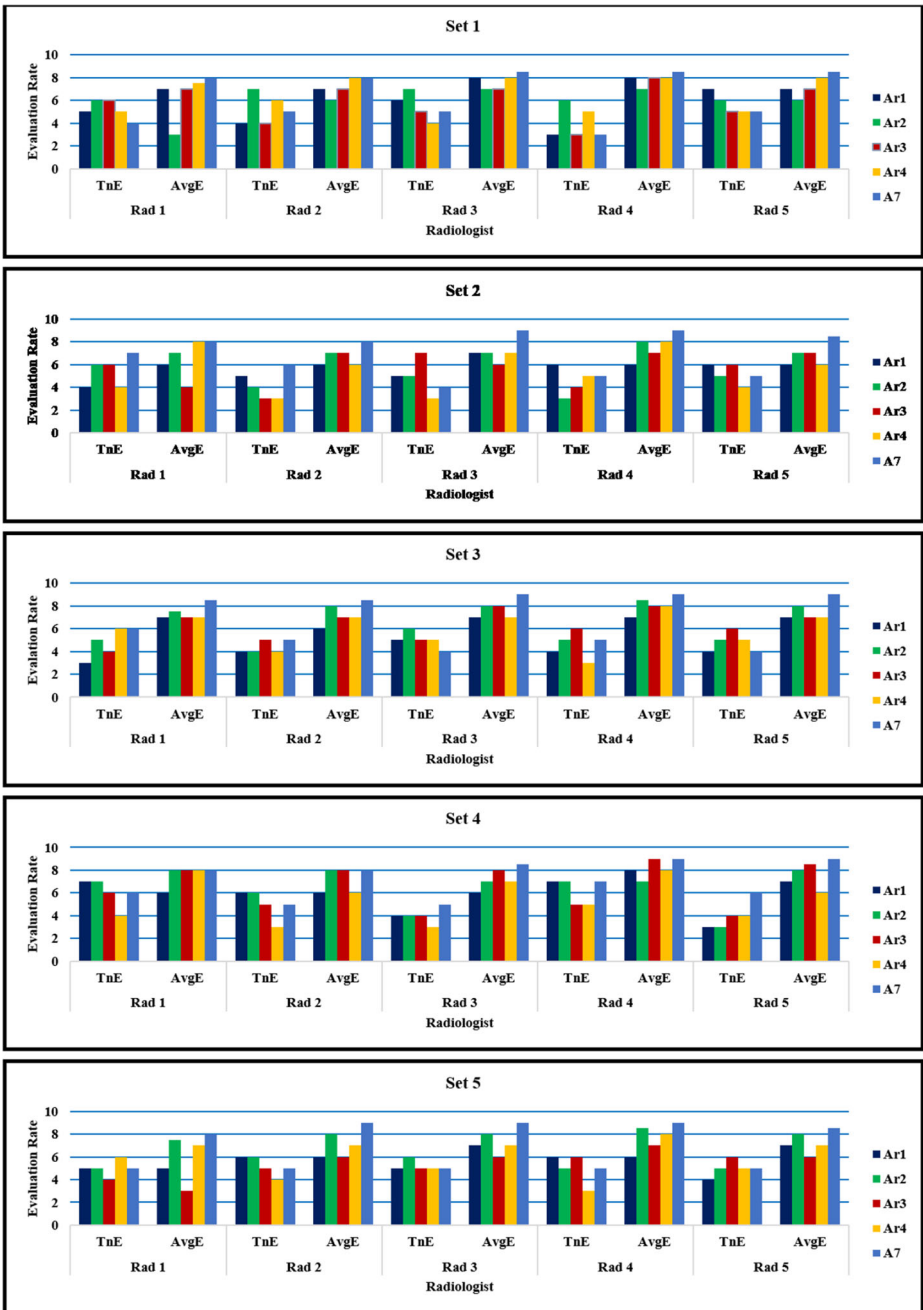 Set 1
Evaluation Rate
10
8
6
4
2
0
TnE AvgE TnE AvgE TnE AvgE TnE AvgE TnE AvgE
Rad 1 Rad 2 Rad 3 Rad 4 Rad 5
Radiologist
Ar1
Ar2
Ar3
Ar4
A7
Set 2
Evaluation Rate
10
8
6
4
2
0
TnE AvgE TnE AvgE TnE AvgE TnE AvgE TnE AvgE
Rad 1 Rad 2 Rad 3 Rad 4 Rad 5
Radiologist
Ar1
Ar2
Ar3
Ar4
A7
Set 3
Evalation Rate
10
8
6
4
2
0
TnE AvgE TnE AvgE TnE AvgE TnE AvgE TnE AvgE
Rad 1 Rad 2 Rad 3 Rad 4 Rad 5
Radiologist
Ar1
Ar2
Ar3
Ar4
A7
Set 4
Evaluation Rate
10
8
6
4
2
0
TnE AvgE TnE AvgE TnE AvgE TnE AvgE TnE AvgE
Rad 1 Rad 2 Rad 3 Rad 4 Rad 5
Radiologist
Ar1
Ar2
Ar3
Ar4
A7
Set 5
Evaluation Rate
10
8
6
4
2
0
TnE AvgE TnE AvgE TnE AvgE TnE AvgE TnE AvgE
Rad 1 Rad 2 Rad 3 Rad 4 Rad 5
Radiologist
Ar1
Ar2
Ar3
Ar4
A7